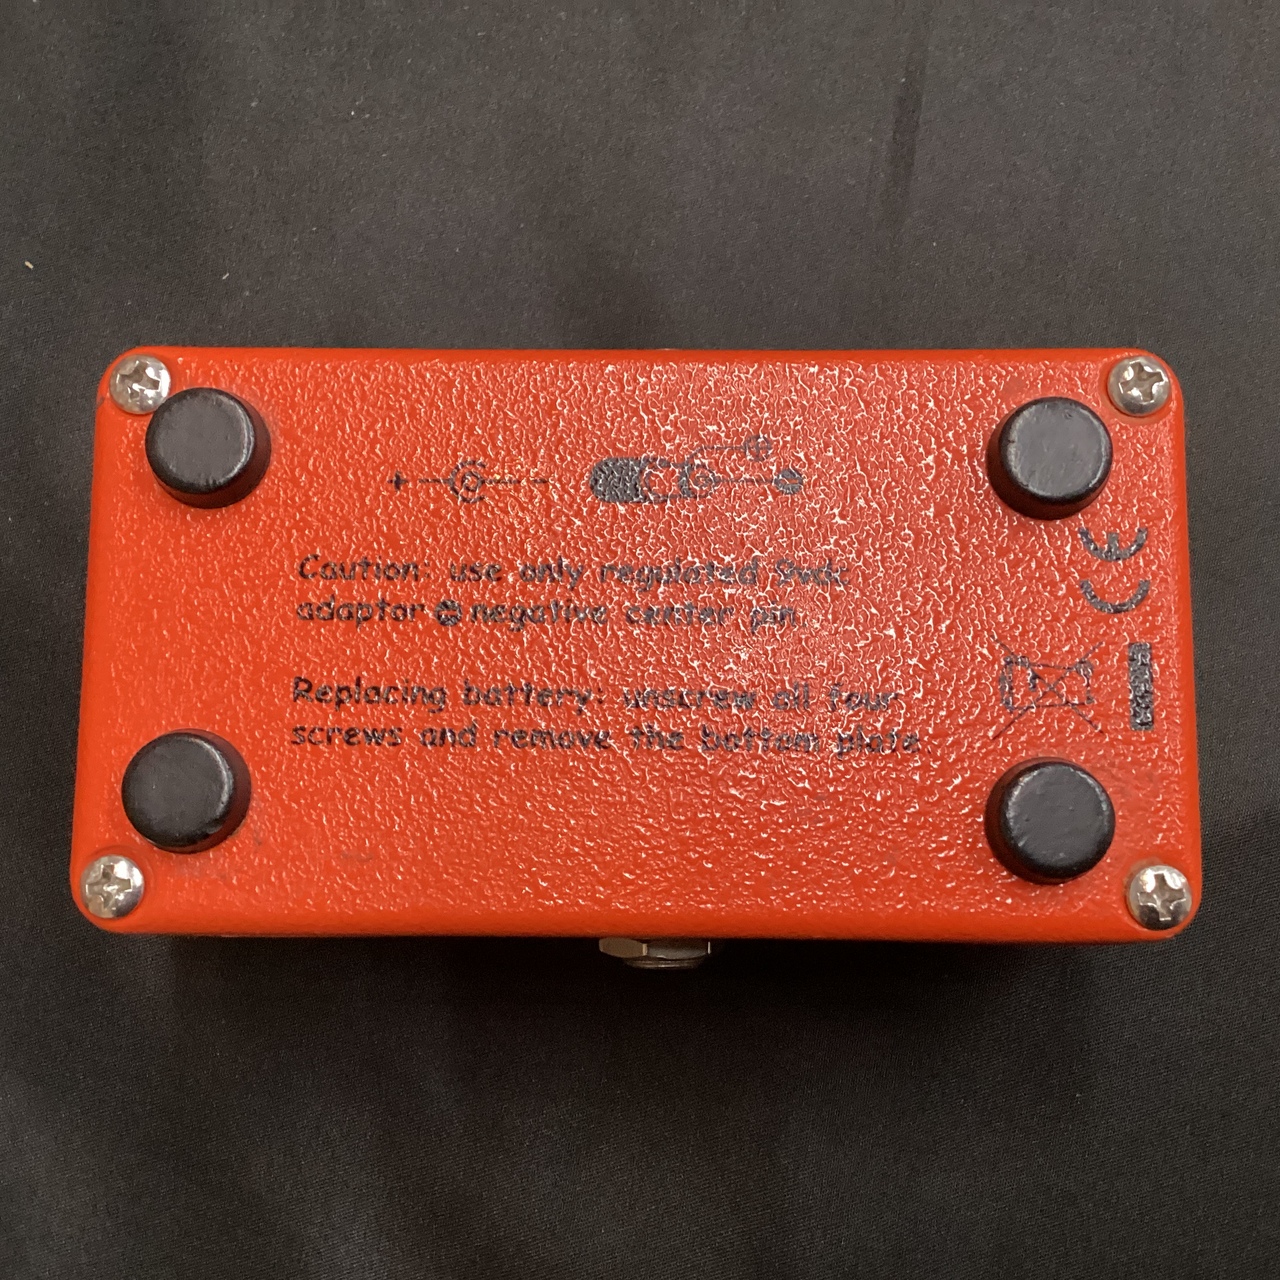 + -
Caution: use only regulated 9vdc
adaptor negative center pin.
Replacing battery: unscrew all four
screws and remove the bottom plate.
CE